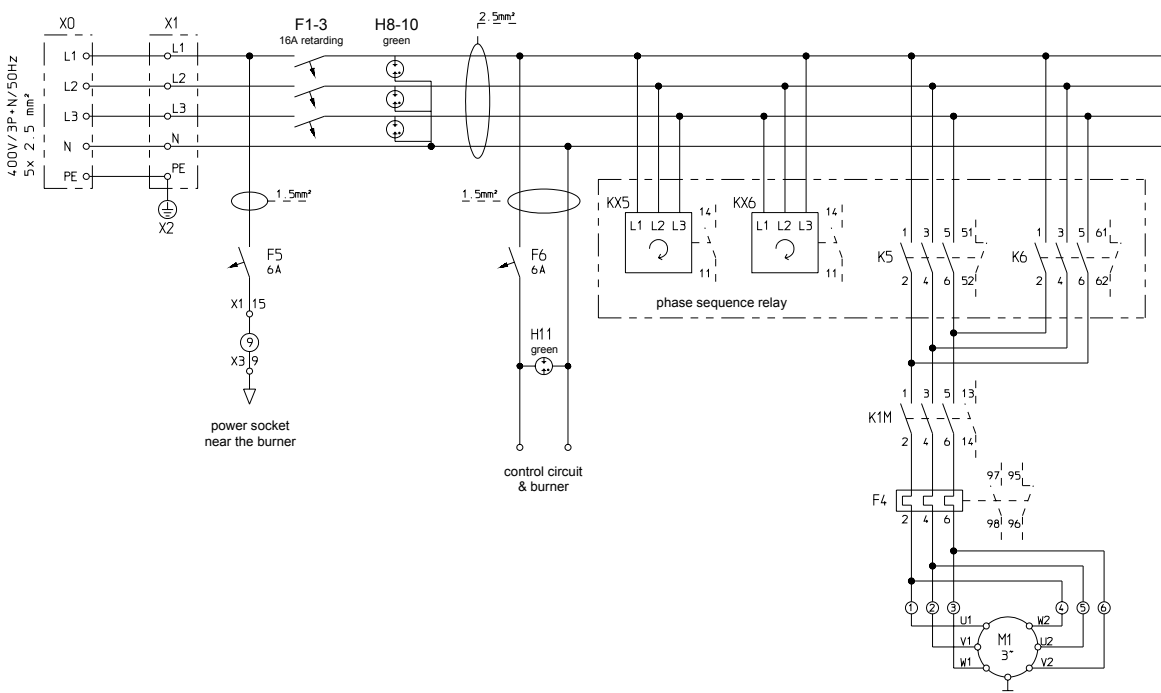 X0
X1
F1-3
16A retarding
H8-10
green
2.5mm²
400V/3P+N/50Hz
5x 2.5 mm²
L1
L1
L2
L2
L3
L3
N
N
PE
PE
X2
1.5mm²
1.5mm²
F5
6A
F6
6A
X1 15
9
X3 9
power socket
near the burner
H11
green
control circuit
& burner
KX5
L1 L2 L3
14
11
KX6
L1 L2 L3
14
11
phase sequence relay
K5
1 3 5 51
2 4 6 52
K6
1 3 5 61
2 4 6 62
K1M
1 3 5 13
2 4 6 14
F4
97 95
2 4 6
98 96
1 2 3 4 5 6
U1 W2
V1 M1 U2
3~
W1 V2